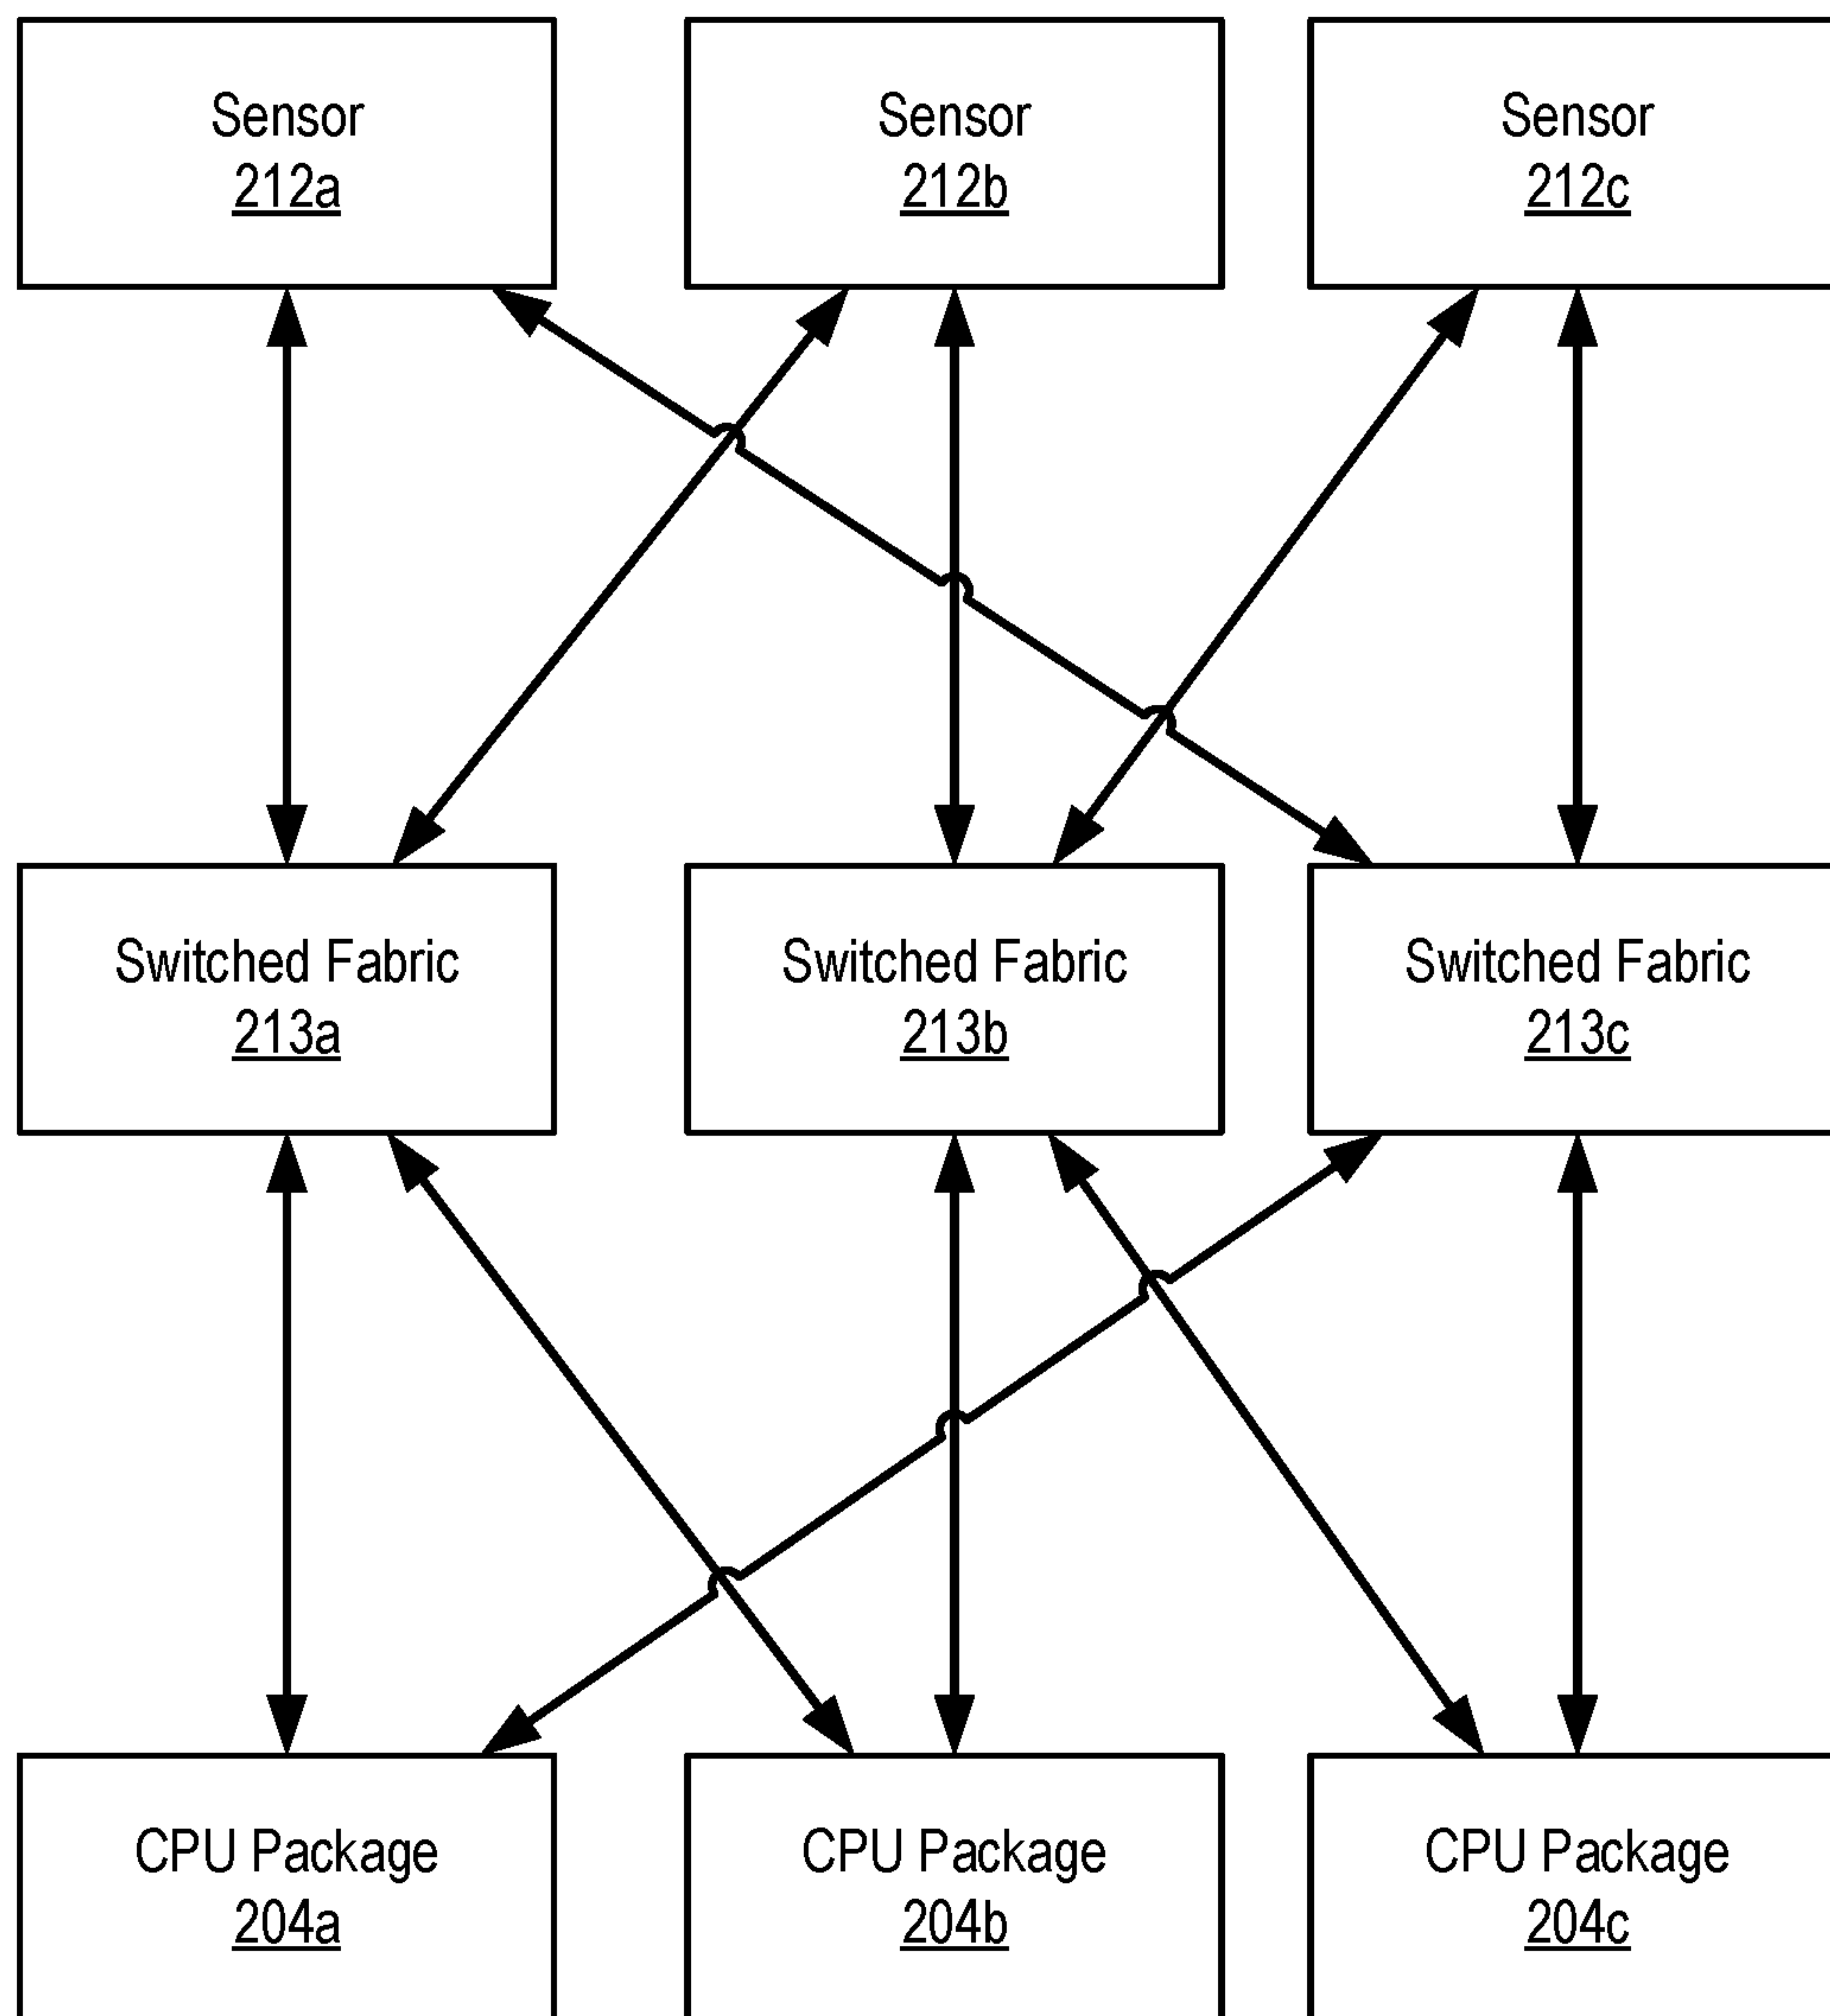 Sensor
212a
Sensor
212b
Sensor
212c
Switched Fabric
213a
Switched Fabric
213b
Switched Fabric
213c
CPU Package
204a
CPU Package
204b
CPU Package
204c